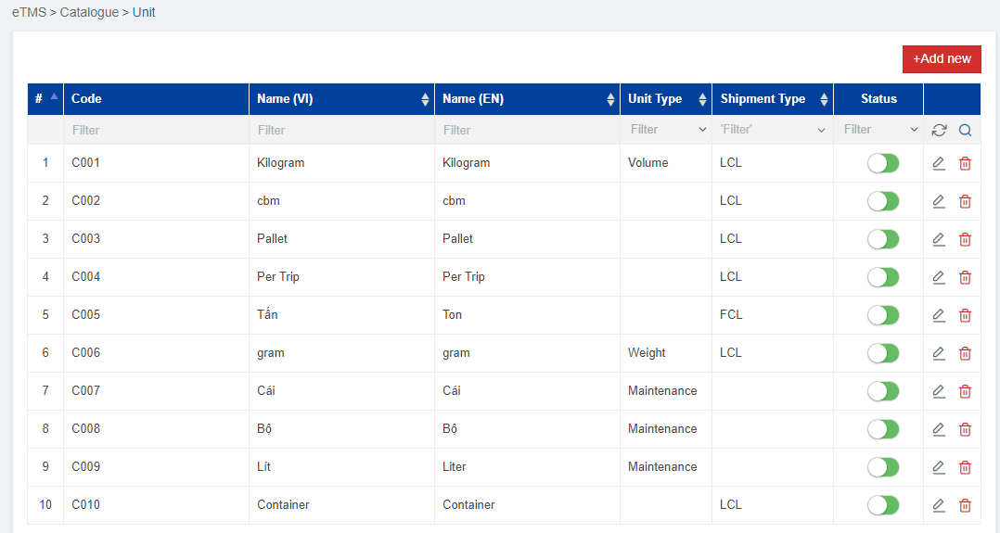 eTMS > Catalogue > Unit
+Add new
# Code Name (VI) Name (EN) Unit Type Shipment Type Status
Filter Filter Filter Filter 'Filter' Filter
1 C001 Kilogram Kilogram Volume LCL
2 C002 cbm cbm LCL
3 C003 Pallet Pallet LCL
4 C004 Per Trip Per Trip LCL
5 C005 Tấn Ton FCL
6 C006 gram gram Weight LCL
7 C007 Cái Cái Maintenance
8 C008 Bộ Bộ Maintenance
9 C009 Lít Liter Maintenance
10 C010 Container Container LCL